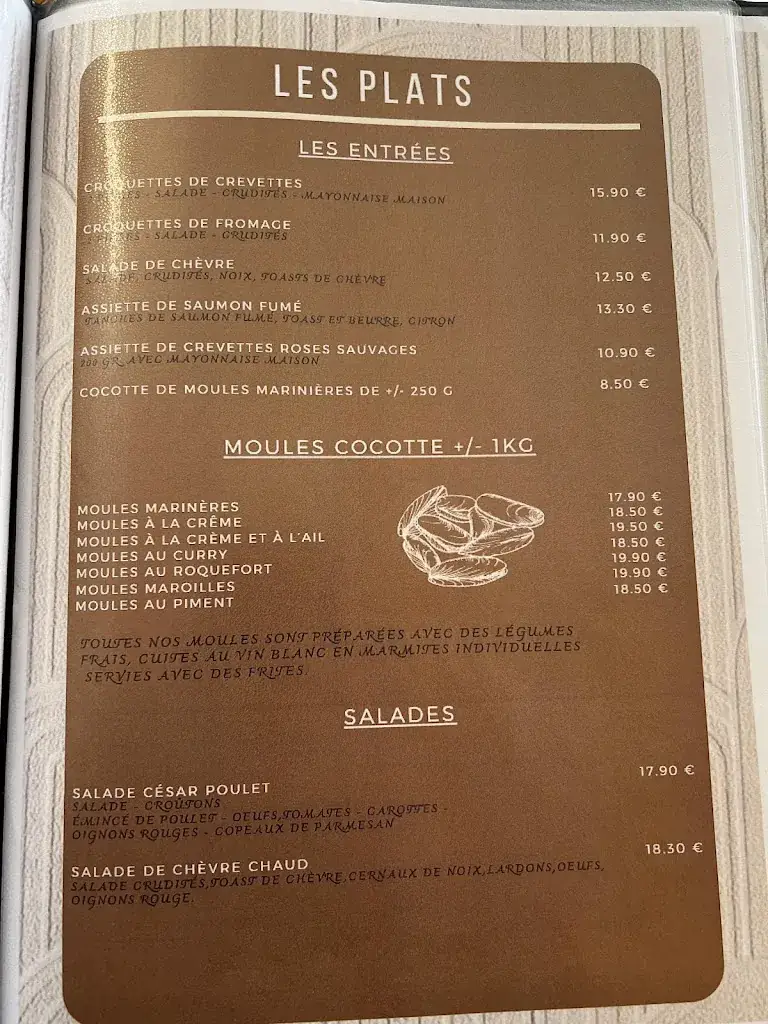 LES PLATS
LES ENTRÉES
CROQUETTES DE CREVETTES 15.90 €
- SALADE - CRUDITÉS - MAYONNAISE MAISON
CROQUETTES DE FROMAGE 11.90 €
- SALADE - CRUDITÉS
SALADE DE CHÈVRE 12.50 €
SALADE, CRUDITÉS, NOIX, TOASTS DE CHÈVRE
ASSIETTE DE SAUMON FUMÉ 13.30 €
TANCHES DE SAUMON FUMÉ, TOAST ET BEURRE, CITRON
ASSIETTE DE CREVETTES ROSES SAUVAGES 10.90 €
200 GR AVEC MAYONNAISE MAISON
COCOTTE DE MOULES MARINIÈRES DE +/- 250 G 8.50 €
MOULES COCOTTE +/- 1KG
MOULES MARINÈRES 17.90 €
MOULES À LA CRÊME 18.50 €
MOULES À LA CRÈME ET À L'AIL 19.50 €
MOULES AU CURRY 18.50 €
MOULES AU ROQUEFORT 19.90 €
MOULES MAROILLES 19.90 €
MOULES AU PIMENT 18.50 €
TOUTES NOS MOULES SONT PRÉPARÉES AVEC DES LÉGUMES
FRAIS, CUITES AU VIN BLANC EN MARMITES INDIVIDUELLES
SERVIES AVEC DES FRITES.
SALADES
SALADE CÉSAR POULET 17.90 €
SALADE - CROÛTONS
ÉMINCÉ DE POULET - OEUFS,TOMATES - CAROTTES -
OIGNONS ROUGES - COPEAUX DE PARMESAN
SALADE DE CHÈVRE CHAUD 18.30 €
SALADE CRUDITÉS,TOAST DE CHÈVRE,CERNAUX DE NOIX,LARDONS,OEUFS,
OIGNONS ROUGE.